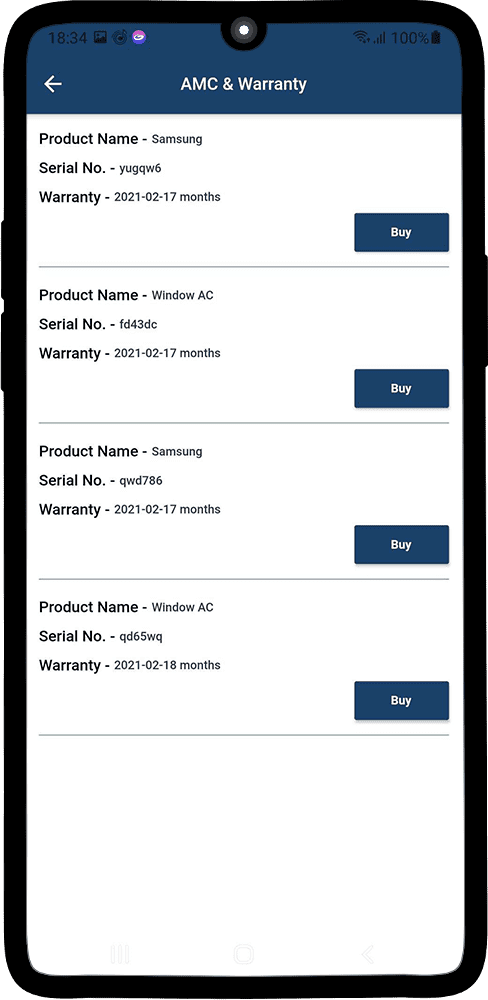 18:34 100%
AMC & Warranty
Product Name - Samsung
Serial No. - yugqw6
Warranty - 2021-02-17 months
Buy
Product Name - Window AC
Serial No. - fd43dc
Warranty - 2021-02-17 months
Buy
Product Name - Samsung
Serial No. - qwd786
Warranty - 2021-02-17 months
Buy
Product Name - Window AC
Serial No. - qd65wq
Warranty - 2021-02-18 months
Buy